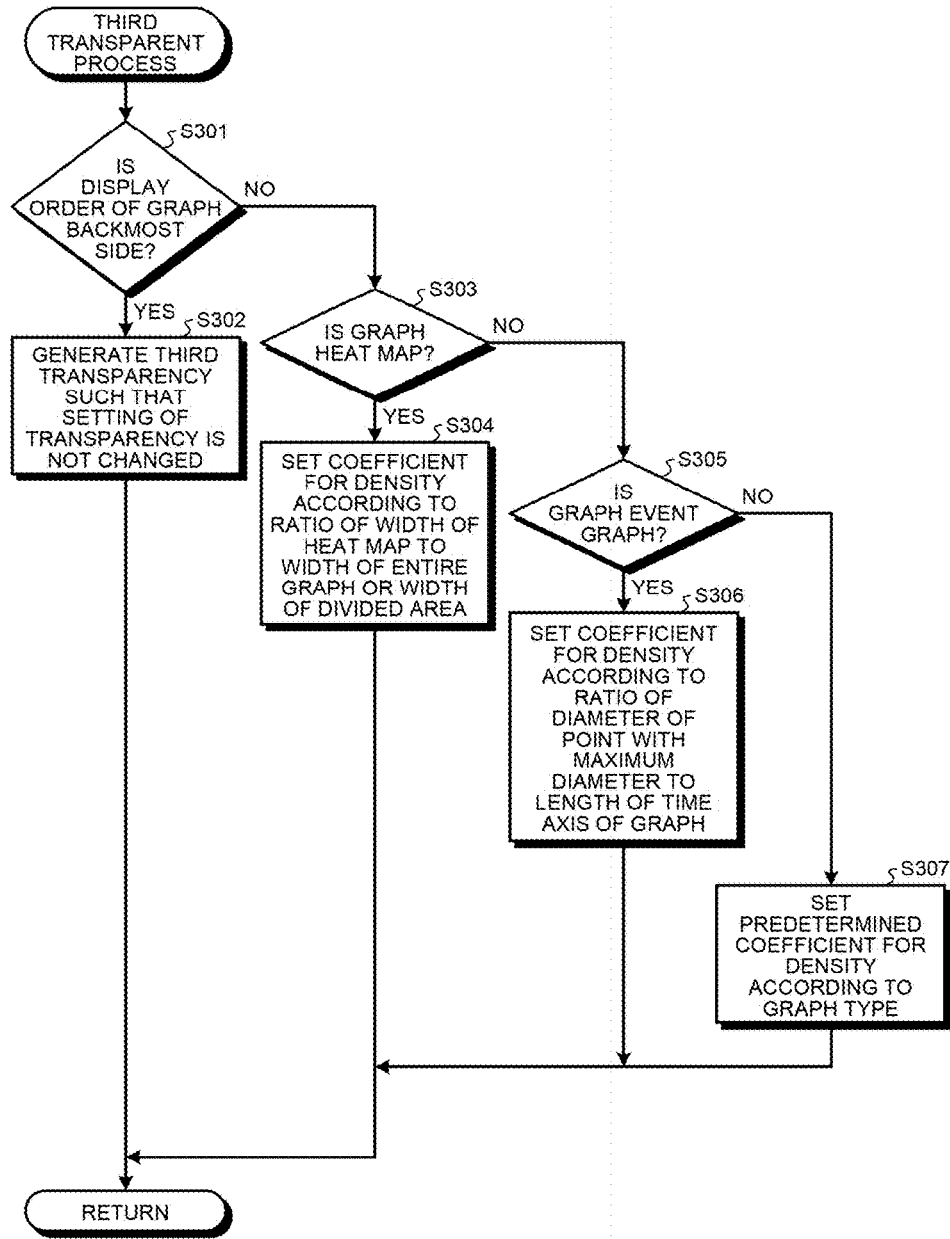 THIRD
TRANSPARENT
PROCESS
S301
IS
DISPLAY
ORDER OF GRAPH
BACKMOST
SIDE?
NO
YES
S302
GENERATE THIRD
TRANSPARENCY
SUCH THAT
SETTING OF
TRANSPARENCY IS
NOT CHANGED
S303
IS GRAPH
HEAT MAP?
NO
YES
S304
SET COEFFICIENT
FOR DENSITY
ACCORDING TO
RATIO OF WIDTH OF
HEAT MAP TO
WIDTH OF ENTIRE
GRAPH OR WIDTH
OF DIVIDED AREA
S305
IS
GRAPH EVENT
GRAPH?
NO
YES
S306
SET COEFFICIENT
FOR DENSITY
ACCORDING TO
RATIO OF
DIAMETER OF
POINT WITH
MAXIMUM
DIAMETER TO
LENGTH OF TIME
AXIS OF GRAPH
S307
SET
PREDETERMINED
COEFFICIENT FOR
DENSITY
ACCORDING TO
GRAPH TYPE
RETURN